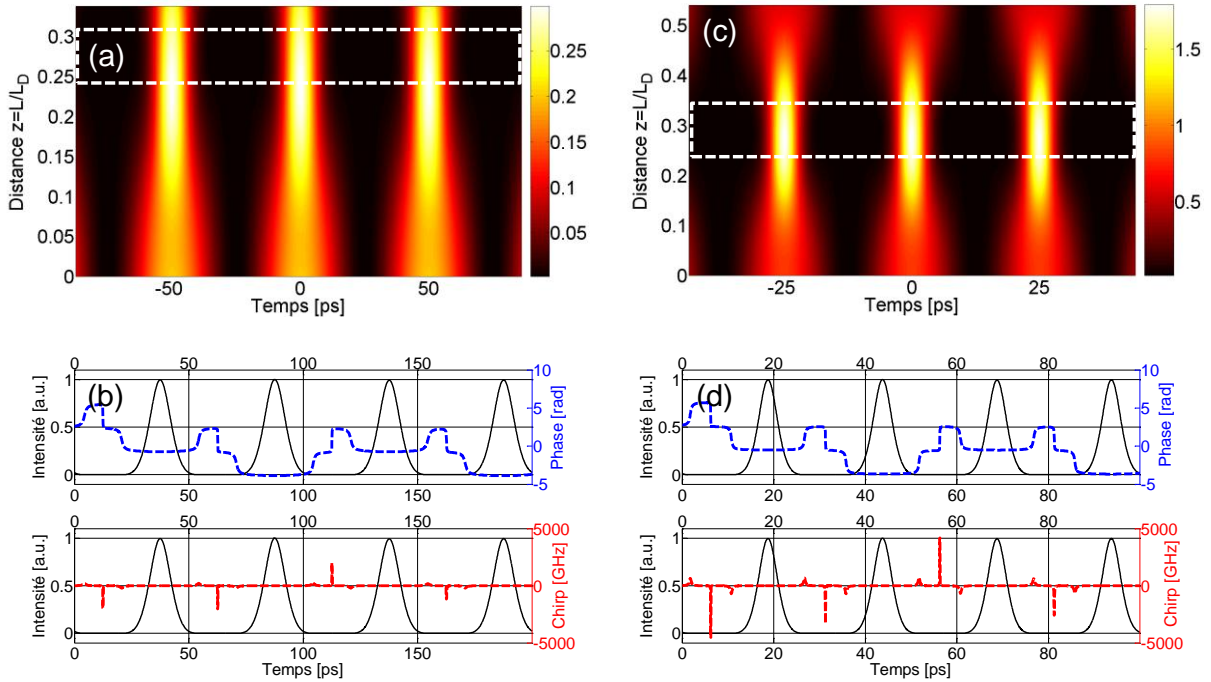 (a)
Distance z=L/L_D
0.3
0.25
0.2
0.15
0.1
0.05
0
-50 0 50
Temps [ps]
0.25
0.2
0.15
0.1
0.05
(c)
Distance z=L/L_D
0.5
0.4
0.3
0.2
0.1
0
-25 0 25
Temps [ps]
1.5
1
0.5
(b)
0 50 100 150
Intensité [a.u.]
1
0.5
0
10
5
0
-5
Phase [rad]
0 50 100 150
Intensité [a.u.]
1
0.5
0
5000
0
-5000
Chirp [GHz]
0 50 100 150
Temps [ps]
(d)
0 20 40 60 80
Intensité [a.u.]
1
0.5
0
10
5
0
-5
Phase [rad]
0 20 40 60 80
Intensité [a.u.]
1
0.5
0
5000
0
-5000
Chirp [GHz]
0 20 40 60 80
Temps [ps]